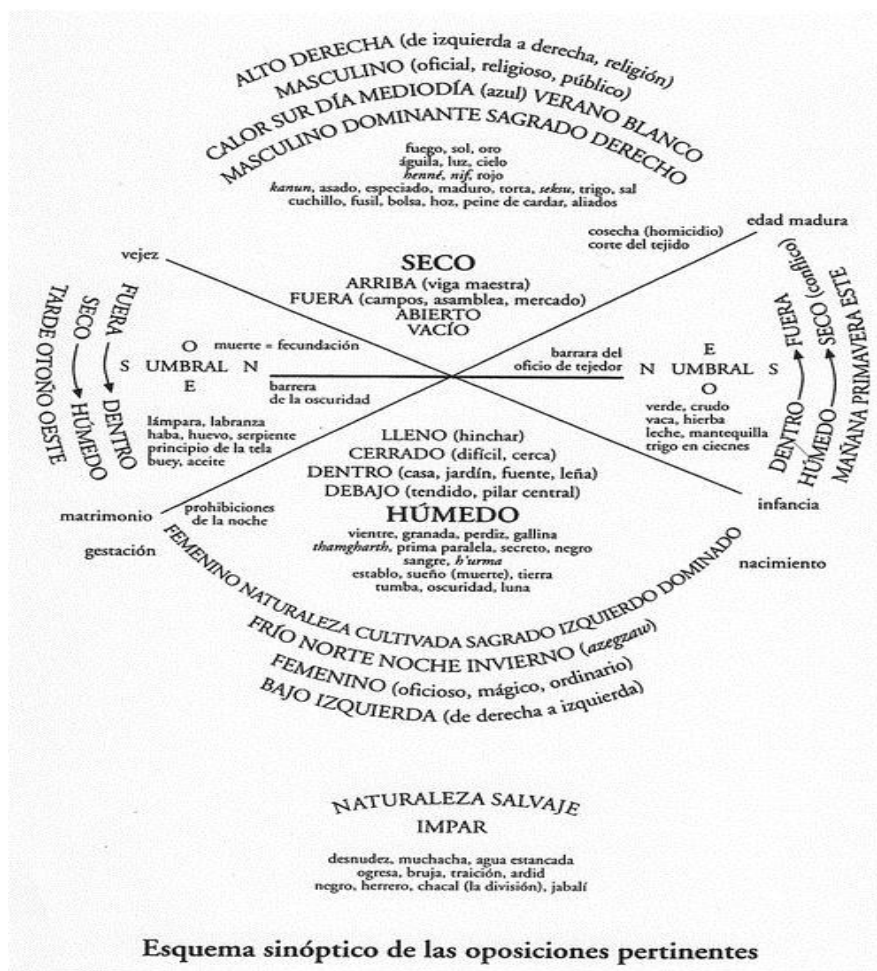 ALTO DERECHA (de izquierda a derecha, religión)
MASCULINO (oficial, religioso, público)
CALOR SUR DÍA MEDIODÍA (azul) VERANO BLANCO
MASCULINO DOMINANTE SAGRADO DERECHO
fuego, sol, oro
águila, luz, cielo
henné, nif, rojo
kanun, asado, especiado, maduro, torta, seksu, trigo, sal
cuchillo, fusil, bolsa, hoz, peine de cardar, aliados
edad madura
cosecha (homicidio)
corte del tejido
vejez
SECO
ARRIBA (viga maestra)
FUERA (campos, asamblea, mercado)
ABIERTO
VACÍO
TARDE OTOÑO OESTE
SECO
HÚMEDO
FUERA
DENTRO
O
S UMBRAL N
E
muerte = fecundación
barrera
de la oscuridad
lámpara, labranza
haba, huevo, serpiente
principio de la tela
buey, aceite
barrara del
oficio de tejedor
E
N UMBRAL S
O
verde, crudo
vaca, hierba
leche, mantequilla
trigo en ciecnes
DENTRO
FUERA
HÚMEDO
SECO (conflico)
MAÑANA PRIMAVERA ESTE
LLENO (hinchar)
CERRADO (difícil, cerca)
DENTRO (casa, jardín, fuente, leña)
DEBAJO (tendido, pilar central)
HÚMEDO
vientre, granada, perdiz, gallina
thamgharth, prima paralela, secreto, negro
sangre, h'urma
establo, sueño (muerte), tierra
tumba, oscuridad, luna
matrimonio
gestación
prohibiciones
de la noche
infancia
nacimiento
FEMENINO NATURALEZA CULTIVADA SAGRADO IZQUIERDO DOMINADO
FRÍO NORTE NOCHE INVIERNO (azegzaw)
FEMENINO (oficioso, mágico, ordinario)
BAJO IZQUIERDA (de derecha a izquierda)
NATURALEZA SALVAJE
IMPAR
desnudez, muchacha, agua estancada
ogresa, bruja, traición, ardid
negro, herrero, chacal (la división), jabalí
Esquema sinóptico de las oposiciones pertinentes